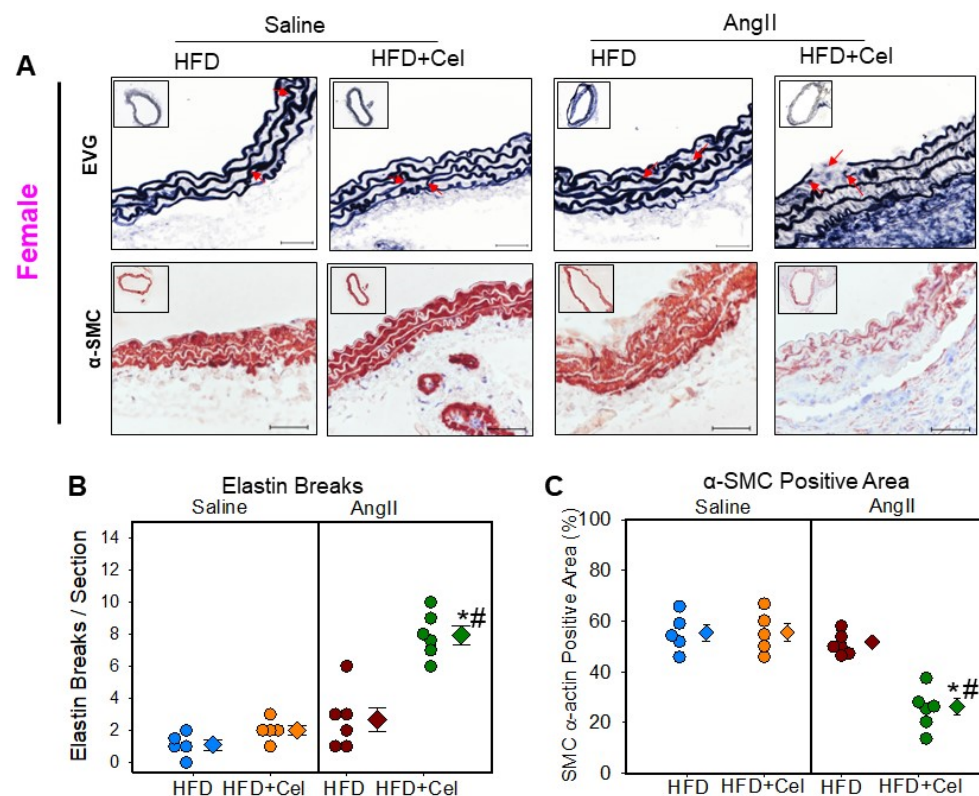 Saline AngII
HFD HFD+Cel HFD HFD+Cel
A
Female
EVG
α-SMC
B
Elastin Breaks
Saline AngII
Elastin Breaks / Section
14
12
10
8
6
4
2
0
*#
HFD HFD+Cel HFD HFD+Cel
C
α-SMC Positive Area
Saline AngII
SMC α-actin Positive Area (%)
100
80
60
40
20
0
*#
HFD HFD+Cel HFD HFD+Cel